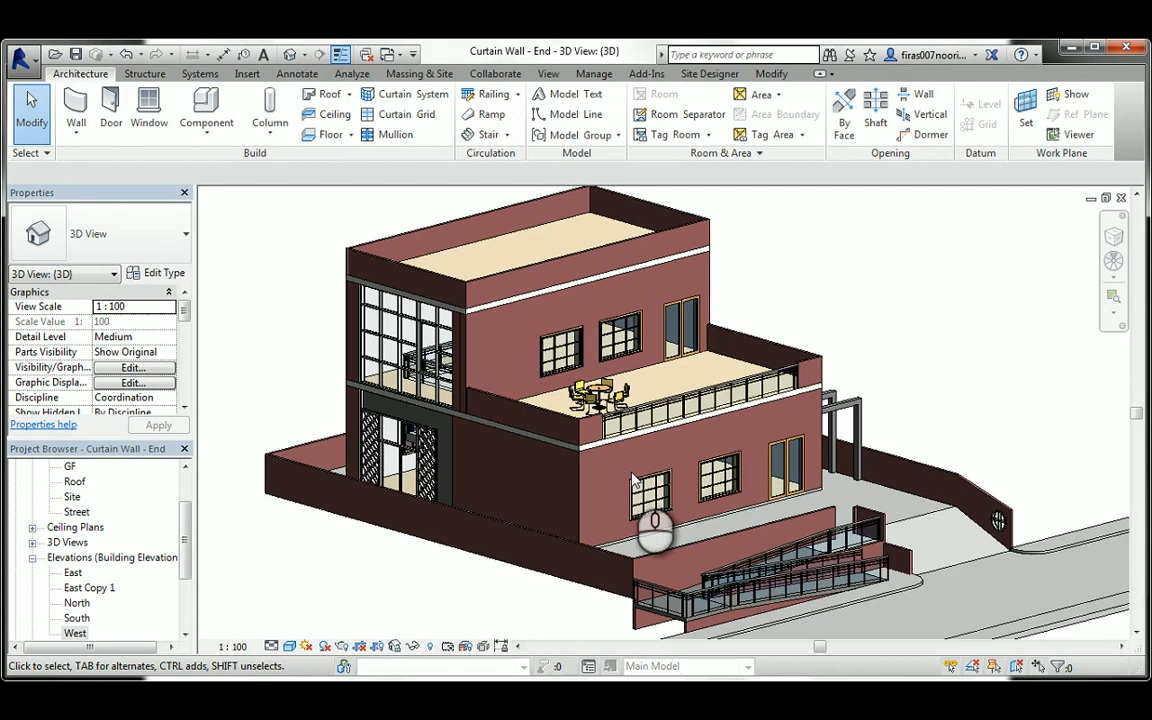 Curtain Wall - End - 3D View: {3D}
Type a keyword or phrase
firas007noori...
Architecture Structure Systems Insert Annotate Analyze Massing & Site Collaborate View Manage Add-Ins Site Designer Modify
Modify
Wall
Door
Window
Component
Column
Roof
Ceiling
Floor
Curtain System
Curtain Grid
Mullion
Railing
Ramp
Stair
Model Text
Model Line
Model Group
Room
Room Separator
Tag Room
Area
Area Boundary
Tag Area
By
Face
Shaft
Wall
Vertical
Dormer
Level
Grid
Set
Show
Ref Plane
Viewer
Select
Build
Circulation
Model
Room & Area
Opening
Datum
Work Plane
Properties
3D View
3D View: {3D}
Edit Type
Graphics
View Scale 1 : 100
Scale Value 1: 100
Detail Level Medium
Parts Visibility Show Original
Visibility/Graph... Edit...
Graphic Displa... Edit...
Discipline Coordination
Show Hidden L... By Discipline
Properties help
Apply
Project Browser - Curtain Wall - End
GF
Roof
Site
Street
Ceiling Plans
3D Views
Elevations (Building Elevation
East
East Copy 1
North
South
West
1 : 100
Click to select, TAB for alternates, CTRL adds, SHIFT unselects.
:0
Main Model
:0